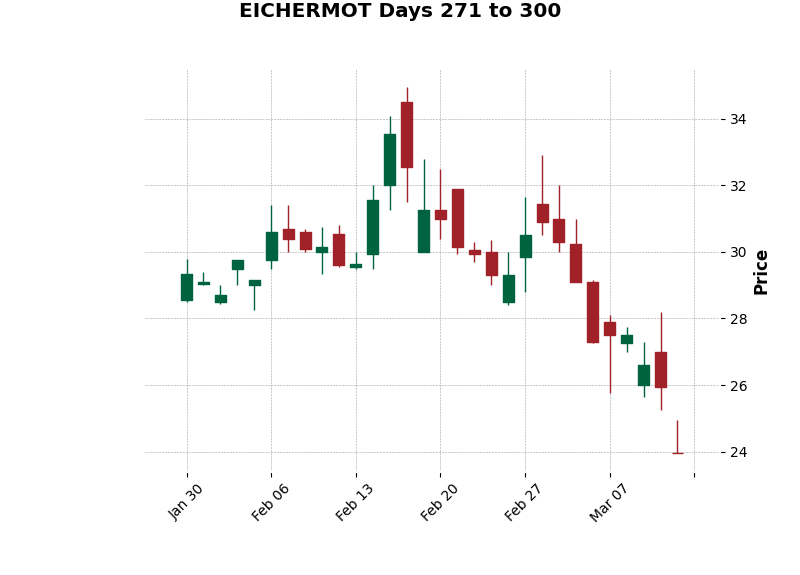 EICHERMOT Days 271 to 300
34
32
30
28
26
24
Price
Jan 30
Feb 06
Feb 13
Feb 20
Feb 27
Mar 07